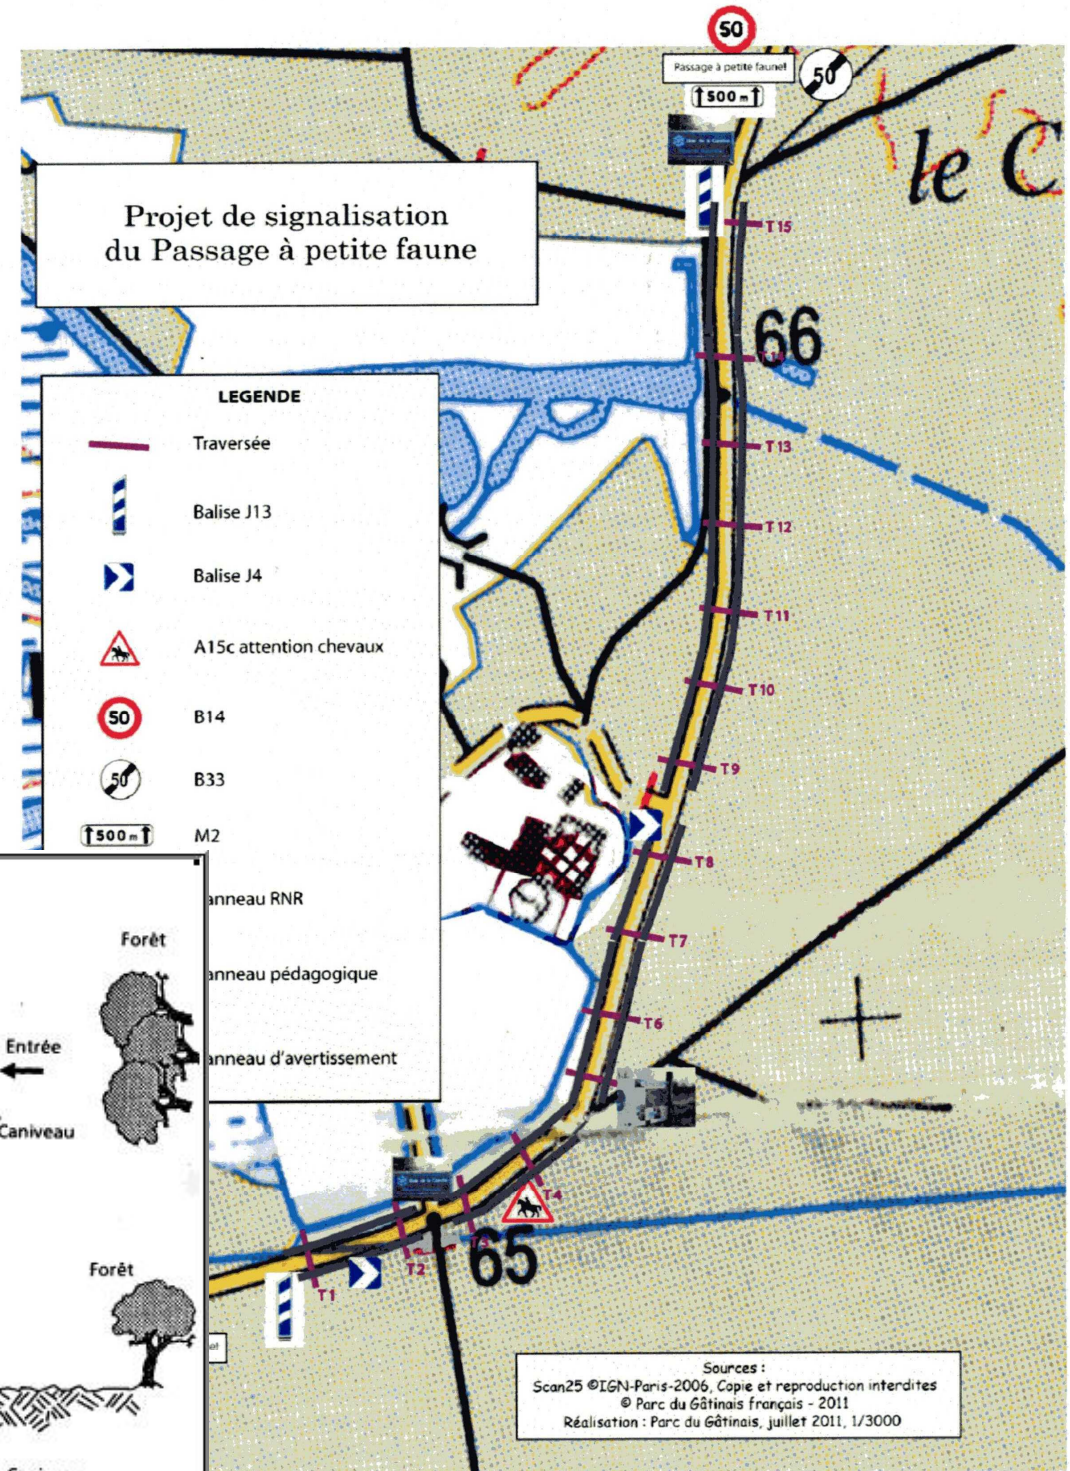 50
Passage à petite faune!
50
↑500 m↑
le C
Projet de signalisation
du Passage à petite faune
T15
66
T14
T13
T12
T11
T10
T9
T8
T7
T6
T4
T3
65
T2
T1
LEGENDE
Traversée
Balise J13
Balise J4
A15c attention chevaux
50
B14
50
B33
↑500 m↑
M2
anneau RNR
anneau pédagogique
anneau d'avertissement
Forêt
Entrée
Caniveau
Forêt
Sources :
Scan25 ©IGN-Paris-2006, Copie et reproduction interdites
© Parc du Gâtinais français - 2011
Réalisation : Parc du Gâtinais, juillet 2011, 1/3000